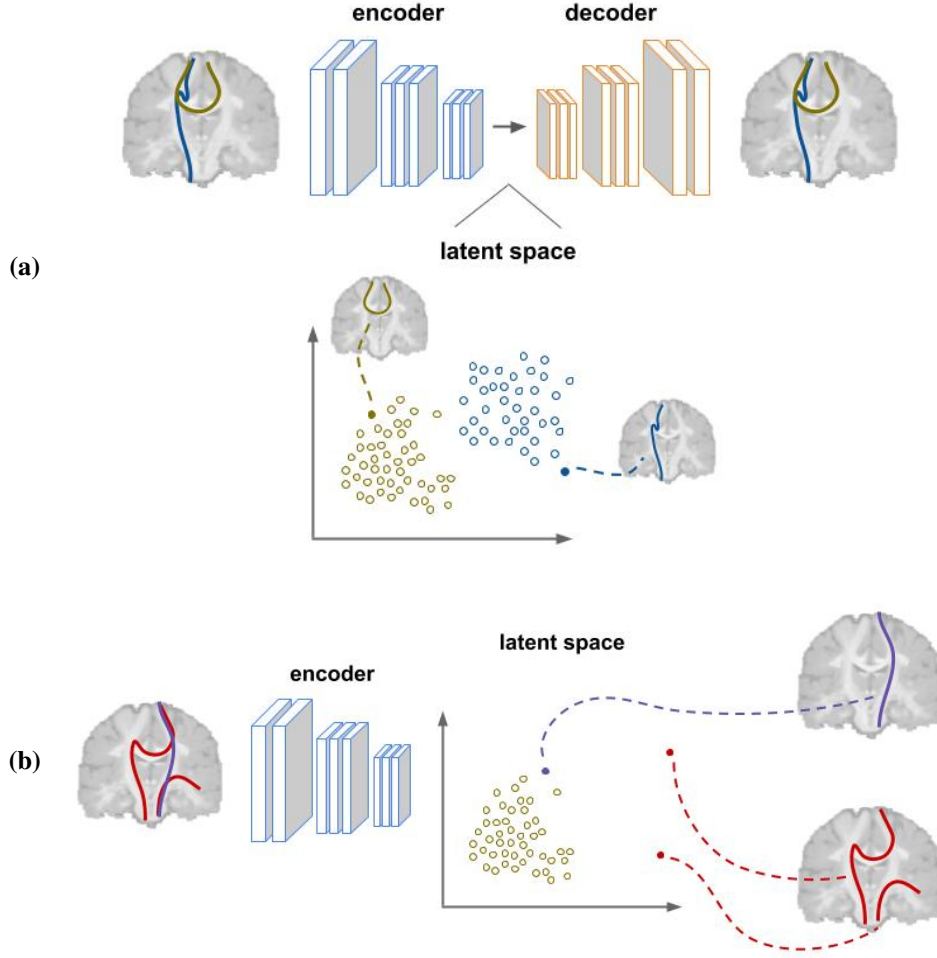 encoder
decoder
(a)
latent space
latent space
encoder
(b)